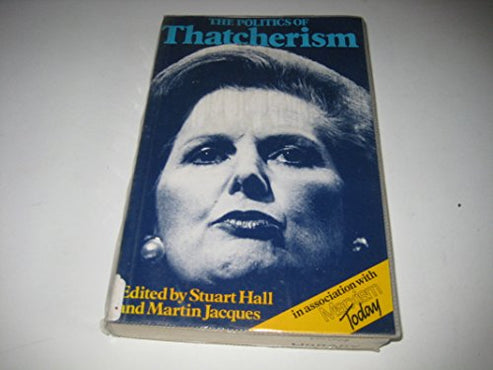 THE POLITICS OF
Thatcherism
Edited by Stuart Hall
and Martin Jacques
in association with
Marxism
Today